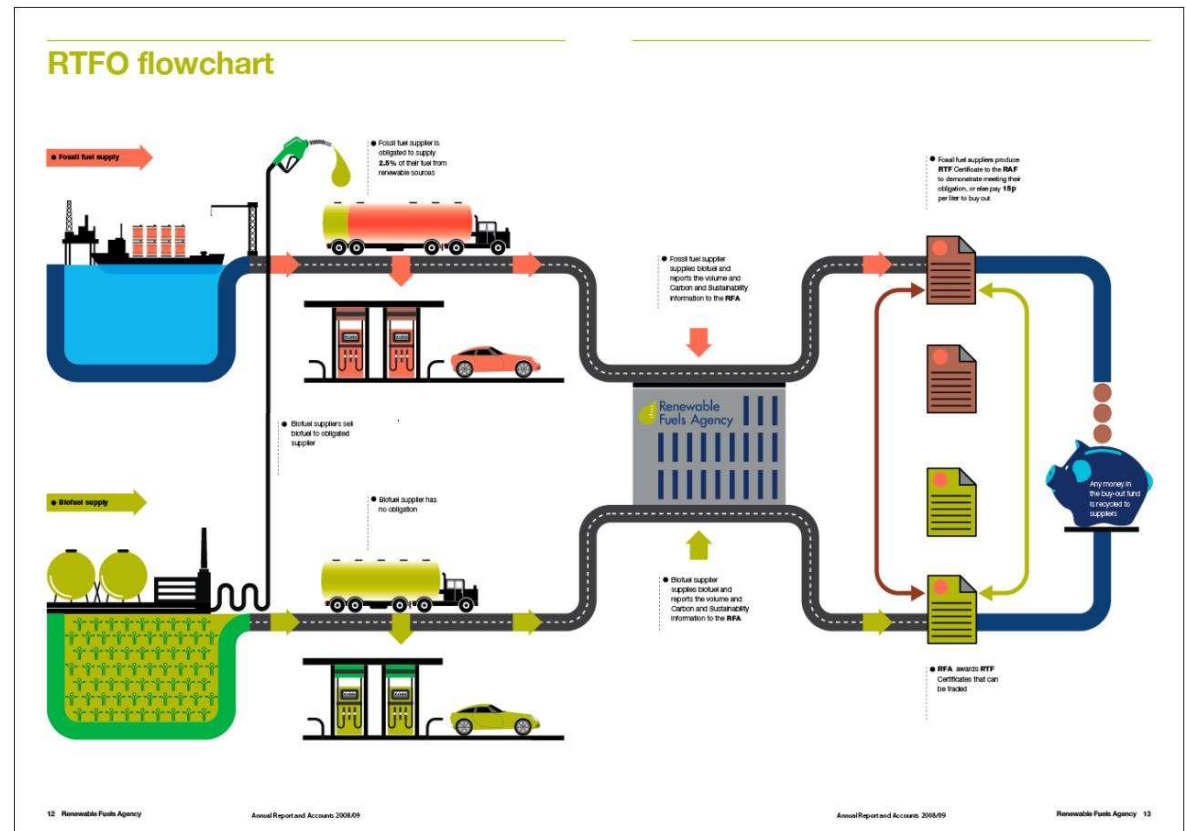 RTFO flowchart
Fossil fuel supply
Fossil fuel supplier is
obligated to supply
2.5% of their fuel from
renewable sources
Fossil fuel supplier
supplies biofuel and
reports the volume and
Carbon and Sustainability
information to the RFA
Fossil fuel suppliers produce
RTF Certificate to the RAF
to demonstrate meeting their
obligation, or else pay 15p
per liter to buy out
Renewable
Fuels Agency
Biofuel suppliers sell
biofuel to obligated
supplier
Any money in
the buy-out fund
is recycled to
suppliers
Biofuel supply
Biofuel supplier has
no obligation
Biofuel supplier
supplies biofuel and
reports the volume and
Carbon and Sustainability
information to the RFA
RFA awards RTF
Certificates that can
be traded
12 Renewable Fuels Agency
Annual Report and Accounts 2008/09
Annual Report and Accounts 2008/09
Renewable Fuels Agency 13